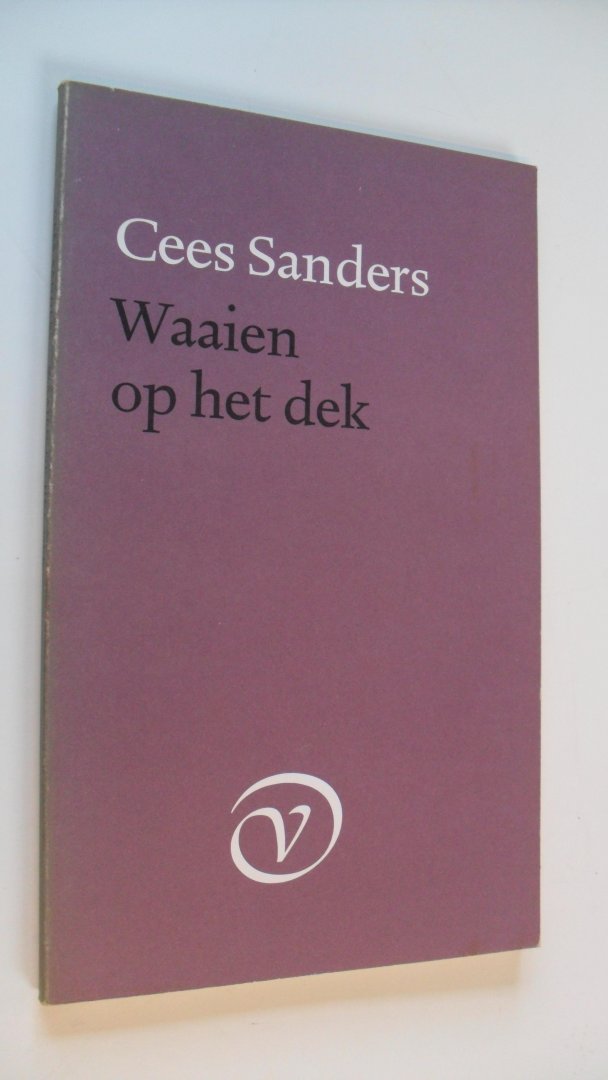 Cees Sanders
Waaien
op het dek
V